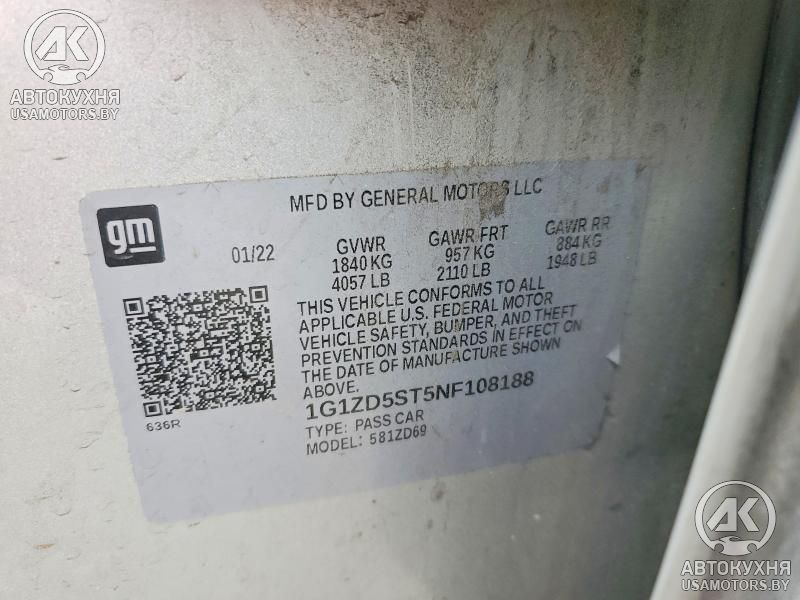 AK
АВТОКУХНЯ
USAMOTORS.BY
MFD BY GENERAL MOTORS LLC
gm
01/22
GVWR GAWR FRT GAWR RR
1840 KG 957 KG 884 KG
4057 LB 2110 LB 1948 LB
THIS VEHICLE CONFORMS TO ALL
APPLICABLE U.S. FEDERAL MOTOR
VEHICLE SAFETY, BUMPER, AND THEFT
PREVENTION STANDARDS IN EFFECT ON
THE DATE OF MANUFACTURE SHOWN
ABOVE.
1G1ZD5ST5NF108188
TYPE: PASS CAR
MODEL: 581ZD69
636R
AK
АВТОКУХНЯ
USAMOTORS.BY